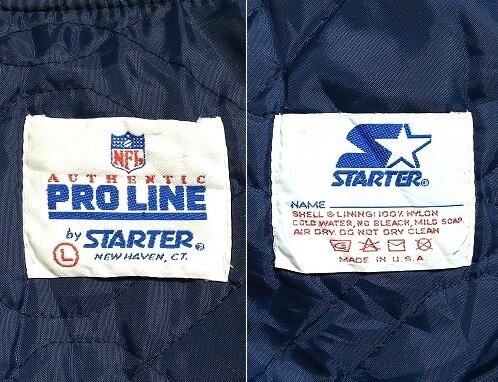 NFL
AUTHENTIC
PRO LINE
by STARTER®
L NEW HAVEN, CT.
STARTER®
NAME
SHELL & LINING: 100% NYLON
COLD WATER, NO BLEACH, MILD SOAP
AIR DRY. DO NOT DRY CLEAN
MADE IN U.S.A.